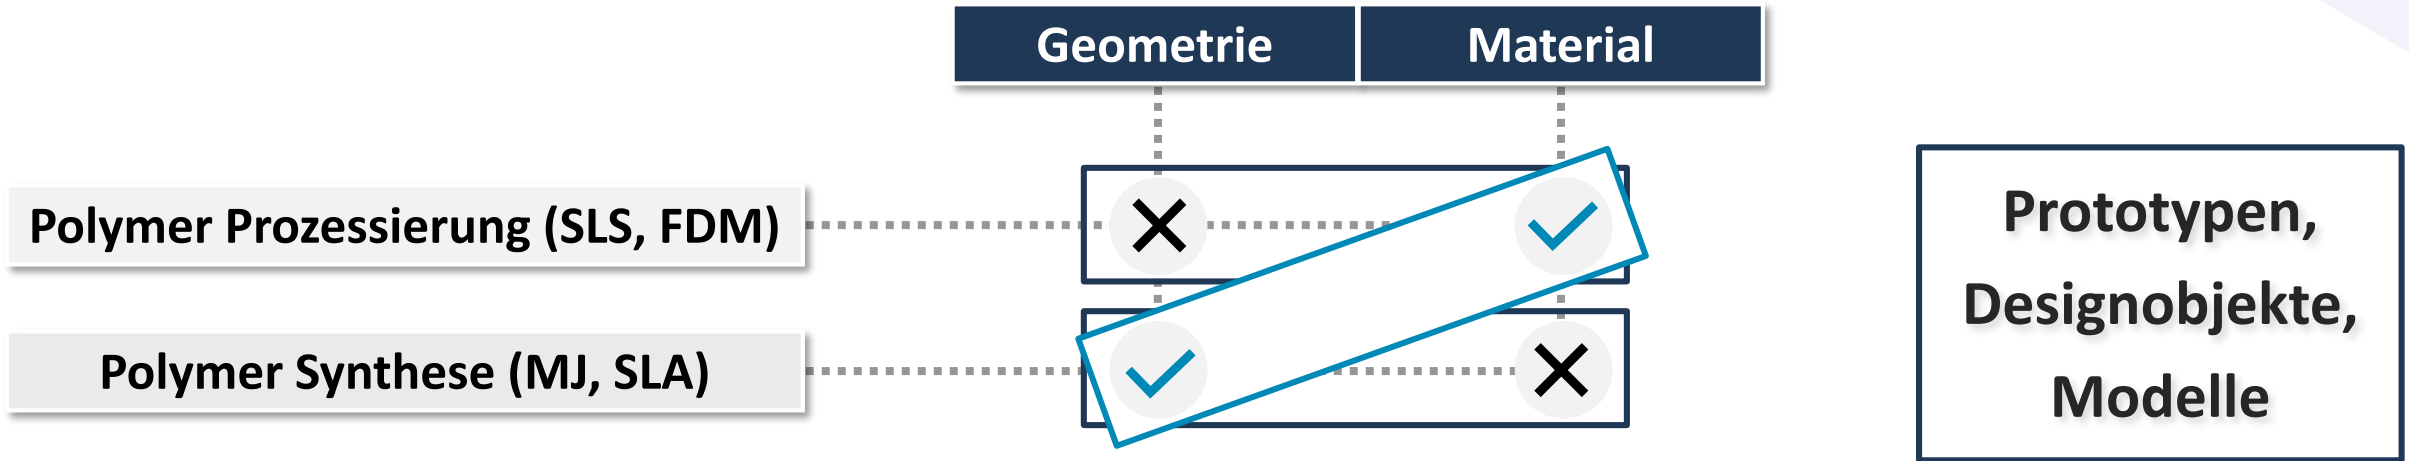 Geometrie
Material
Polymer Prozessierung (SLS, FDM)
Polymer Synthese (MJ, SLA)
Prototypen,
Designobjekte,
Modelle